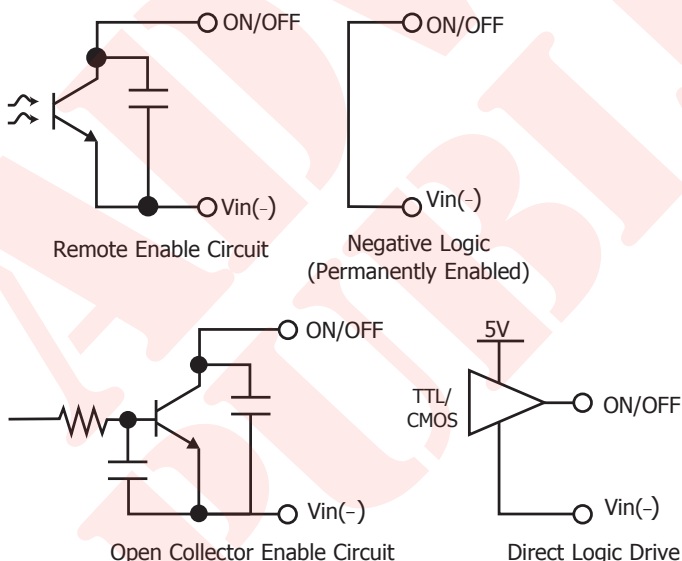 ON/OFF
Vin(–)
Remote Enable Circuit
ON/OFF
Vin(–)
Negative Logic
(Permanently Enabled)
ON/OFF
Vin(–)
Open Collector Enable Circuit
5V
TTL/
CMOS
ON/OFF
Vin(–)
Direct Logic Drive